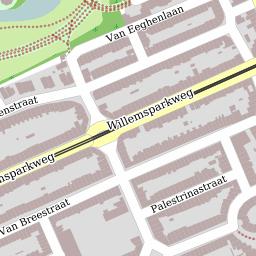 Van Eeghenlaan
enstraat
Willemsparkweg
msparkweg
Palestrinastraat
Van Breestraat